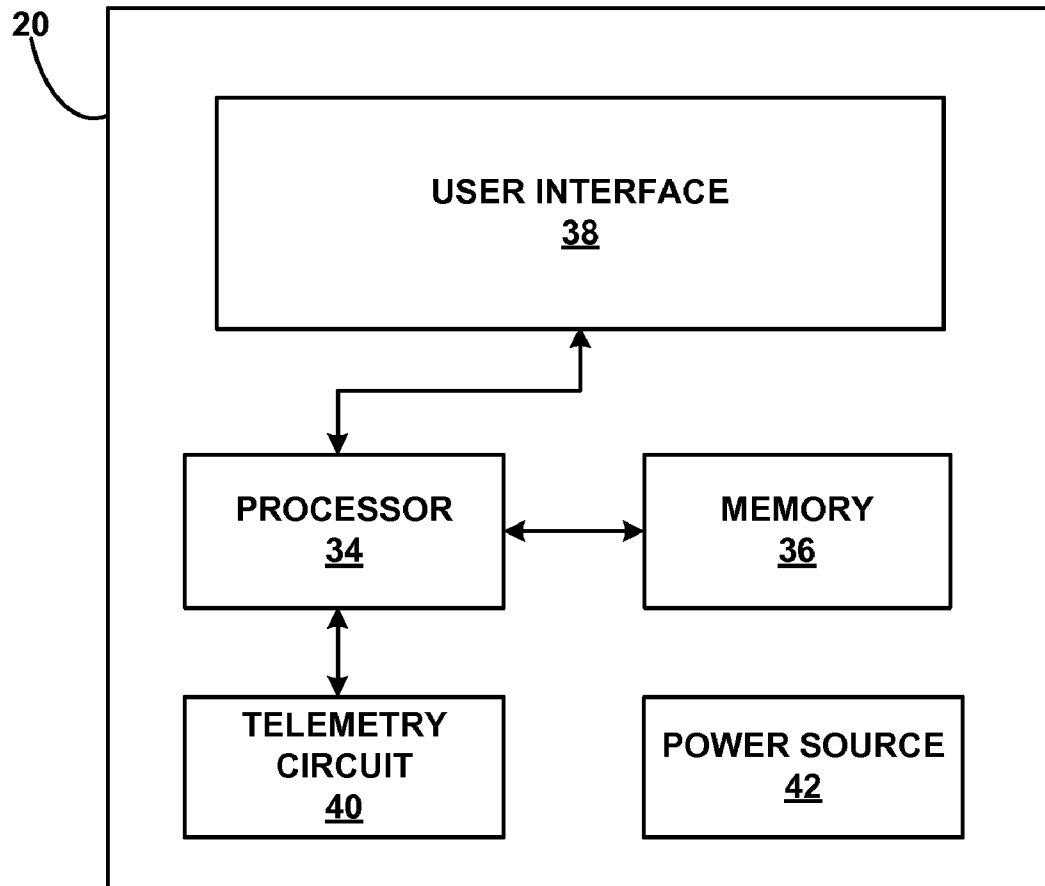 20
USER INTERFACE
38
PROCESSOR
34
MEMORY
36
TELEMETRY
CIRCUIT
40
POWER SOURCE
42